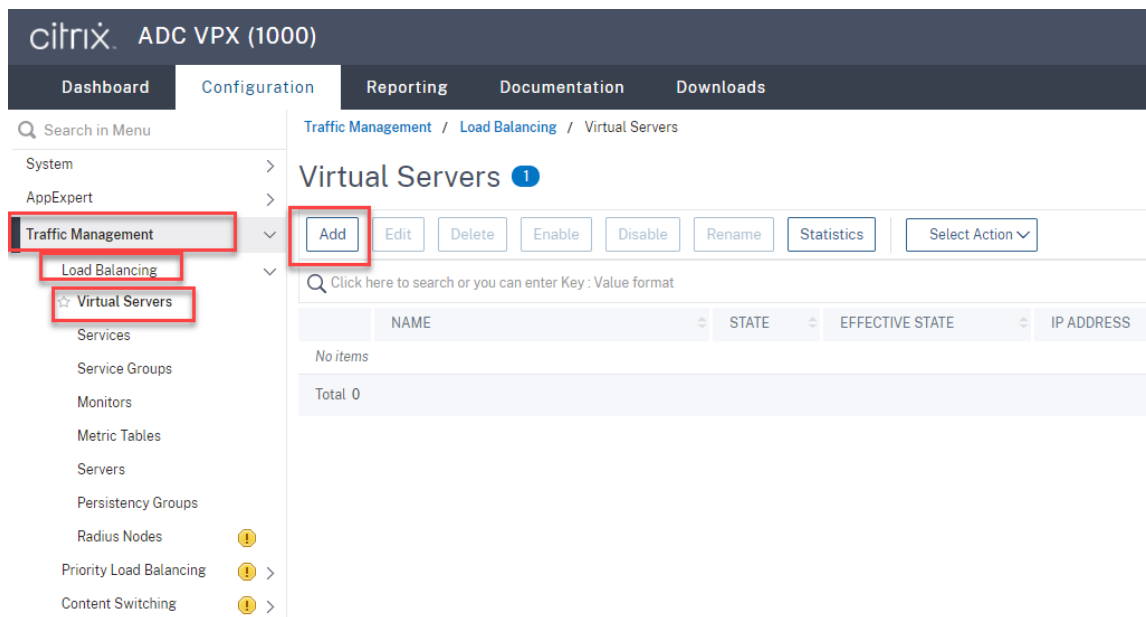 citrix. ADC VPX (1000)
Dashboard Configuration Reporting Documentation Downloads
Search in Menu
System
AppExpert
Traffic Management
Load Balancing
Virtual Servers
Services
Service Groups
Monitors
Metric Tables
Servers
Persistency Groups
Radius Nodes
Priority Load Balancing
Content Switching
Traffic Management / Load Balancing / Virtual Servers
Virtual Servers 1
Add Edit Delete Enable Disable Rename Statistics Select Action
Click here to search or you can enter Key : Value format
NAME STATE EFFECTIVE STATE IP ADDRESS
No items
Total 0